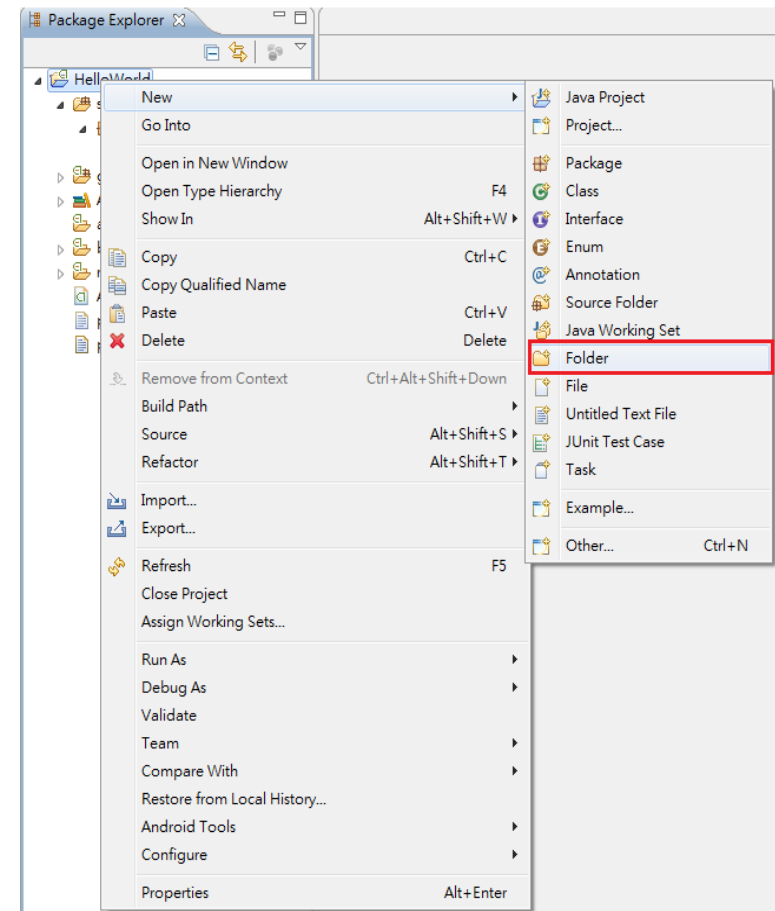 Package Explorer
HelloWorld
New
Go Into
Open in New Window
Open Type Hierarchy F4
Show In Alt+Shift+W
Copy Ctrl+C
Copy Qualified Name
Paste Ctrl+V
Delete Delete
Remove from Context Ctrl+Alt+Shift+Down
Build Path
Source Alt+Shift+S
Refactor Alt+Shift+T
Import...
Export...
Refresh F5
Close Project
Assign Working Sets...
Run As
Debug As
Validate
Team
Compare With
Restore from Local History...
Android Tools
Configure
Properties Alt+Enter
Java Project
Project...
Package
Class
Interface
Enum
Annotation
Source Folder
Java Working Set
Folder
File
Untitled Text File
JUnit Test Case
Task
Example...
Other... Ctrl+N